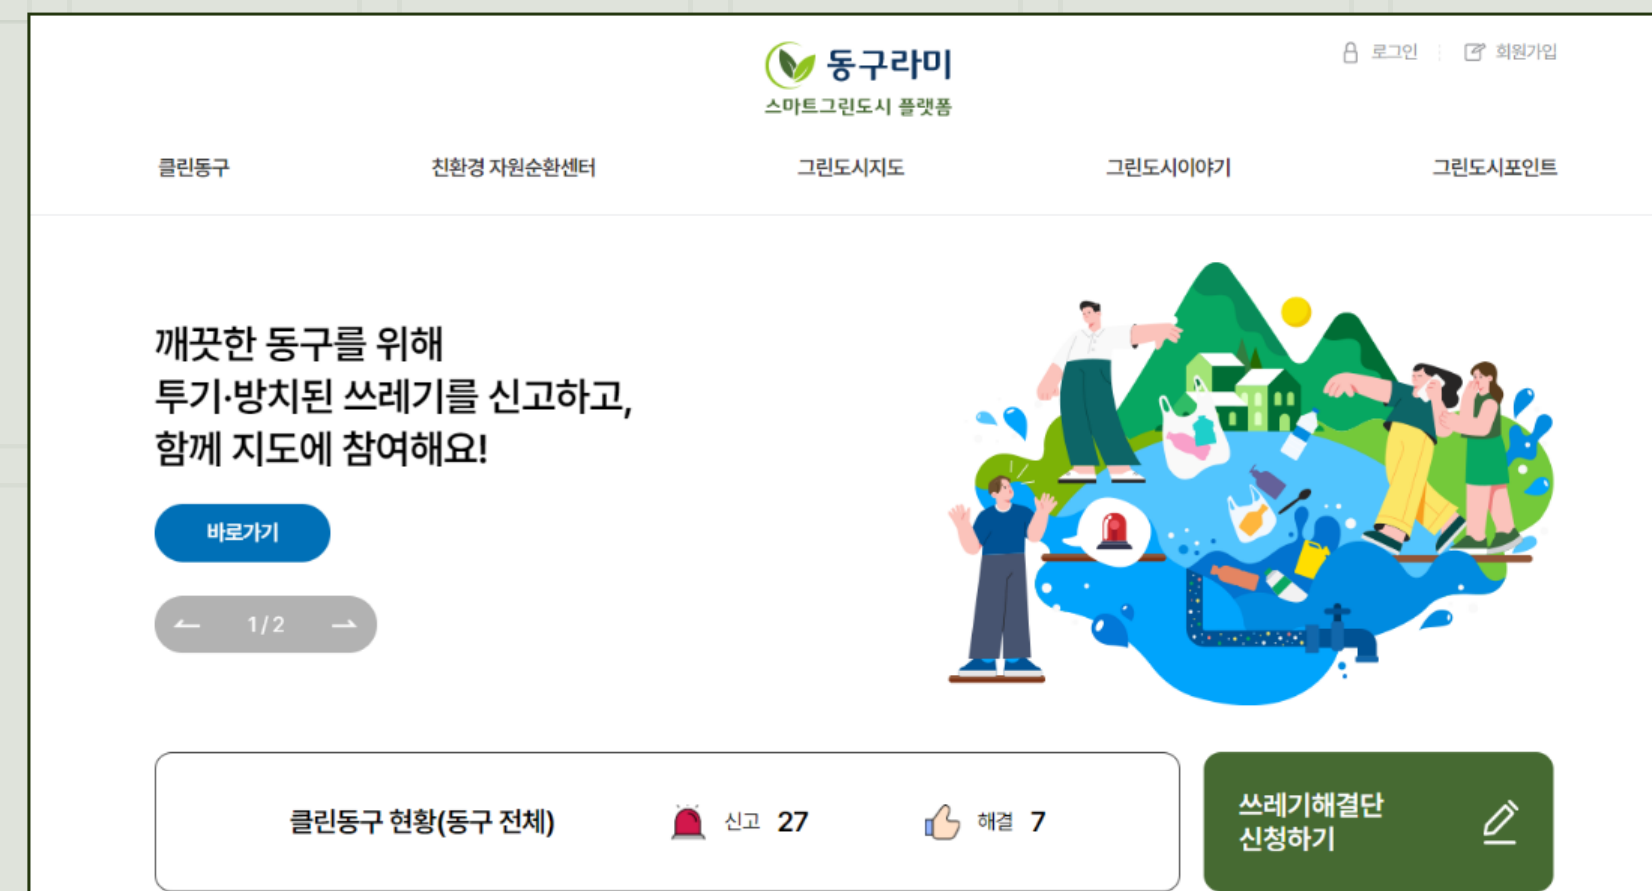 동구라미
스마트그린도시 플랫폼
로그인
회원가입
클린동구
친환경 자원순환센터
그린도시지도
그린도시이야기
그린도시포인트
깨끗한 동구를 위해
투기·방치된 쓰레기를 신고하고,
함께 지도에 참여해요!
바로가기
1/2
클린동구 현황(동구 전체)
신고 27
해결 7
쓰레기해결단
신청하기